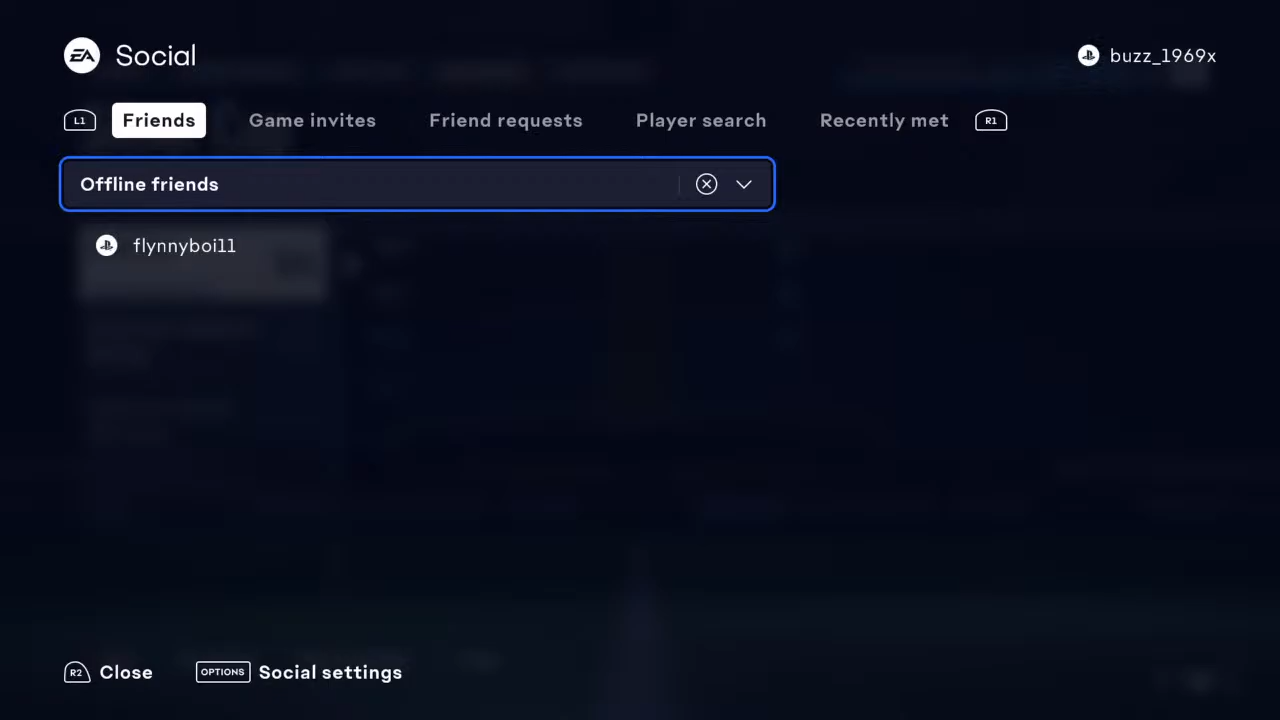 EA Social
buzz_1969x
L1 Friends Game invites Friend requests Player search Recently met R1
Offline friends
flynnyboi11
R2 Close OPTIONS Social settings